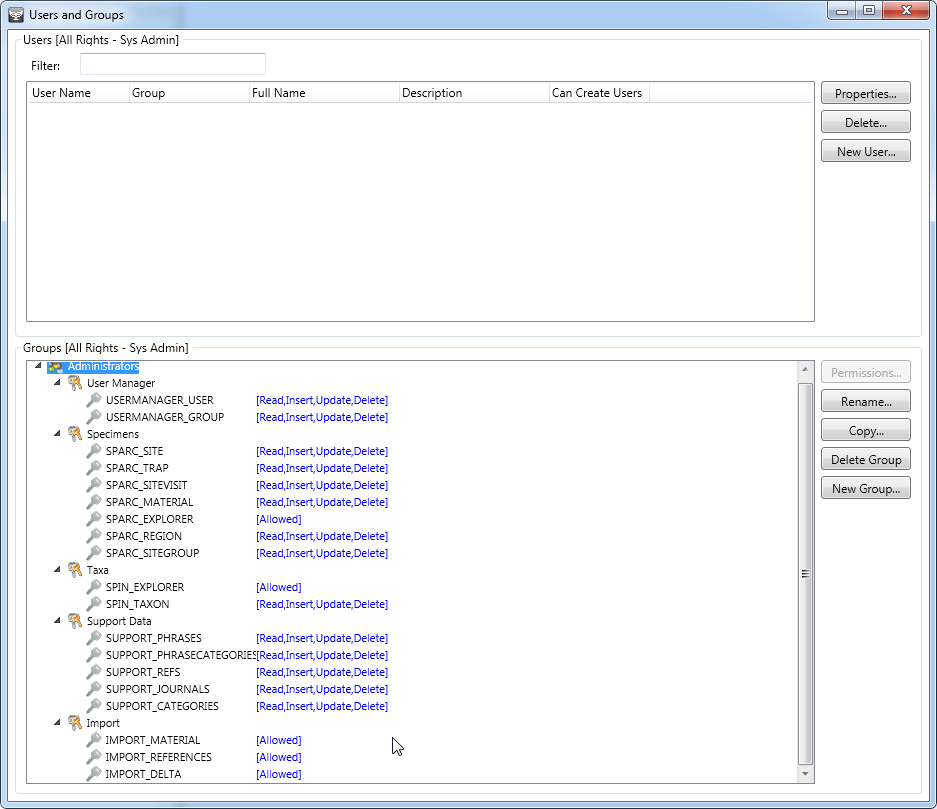 Users and Groups
Users [All Rights - Sys Admin]
Filter:
User Name Group Full Name Description Can Create Users
Properties...
Delete...
New User...
Groups [All Rights - Sys Admin]
Administrators
User Manager
USERMANAGER_USER [Read,Insert,Update,Delete]
USERMANAGER_GROUP [Read,Insert,Update,Delete]
Specimens
SPARC_SITE [Read,Insert,Update,Delete]
SPARC_TRAP [Read,Insert,Update,Delete]
SPARC_SITEVISIT [Read,Insert,Update,Delete]
SPARC_MATERIAL [Read,Insert,Update,Delete]
SPARC_EXPLORER [Allowed]
SPARC_REGION [Read,Insert,Update,Delete]
SPARC_SITEGROUP [Read,Insert,Update,Delete]
Taxa
SPIN_EXPLORER [Allowed]
SPIN_TAXON [Read,Insert,Update,Delete]
Support Data
SUPPORT_PHRASES [Read,Insert,Update,Delete]
SUPPORT_PHRASECATEGORIES [Read,Insert,Update,Delete]
SUPPORT_REFS [Read,Insert,Update,Delete]
SUPPORT_JOURNALS [Read,Insert,Update,Delete]
SUPPORT_CATEGORIES [Read,Insert,Update,Delete]
Import
IMPORT_MATERIAL [Allowed]
IMPORT_REFERENCES [Allowed]
IMPORT_DELTA [Allowed]
Permissions...
Rename...
Copy...
Delete Group
New Group...